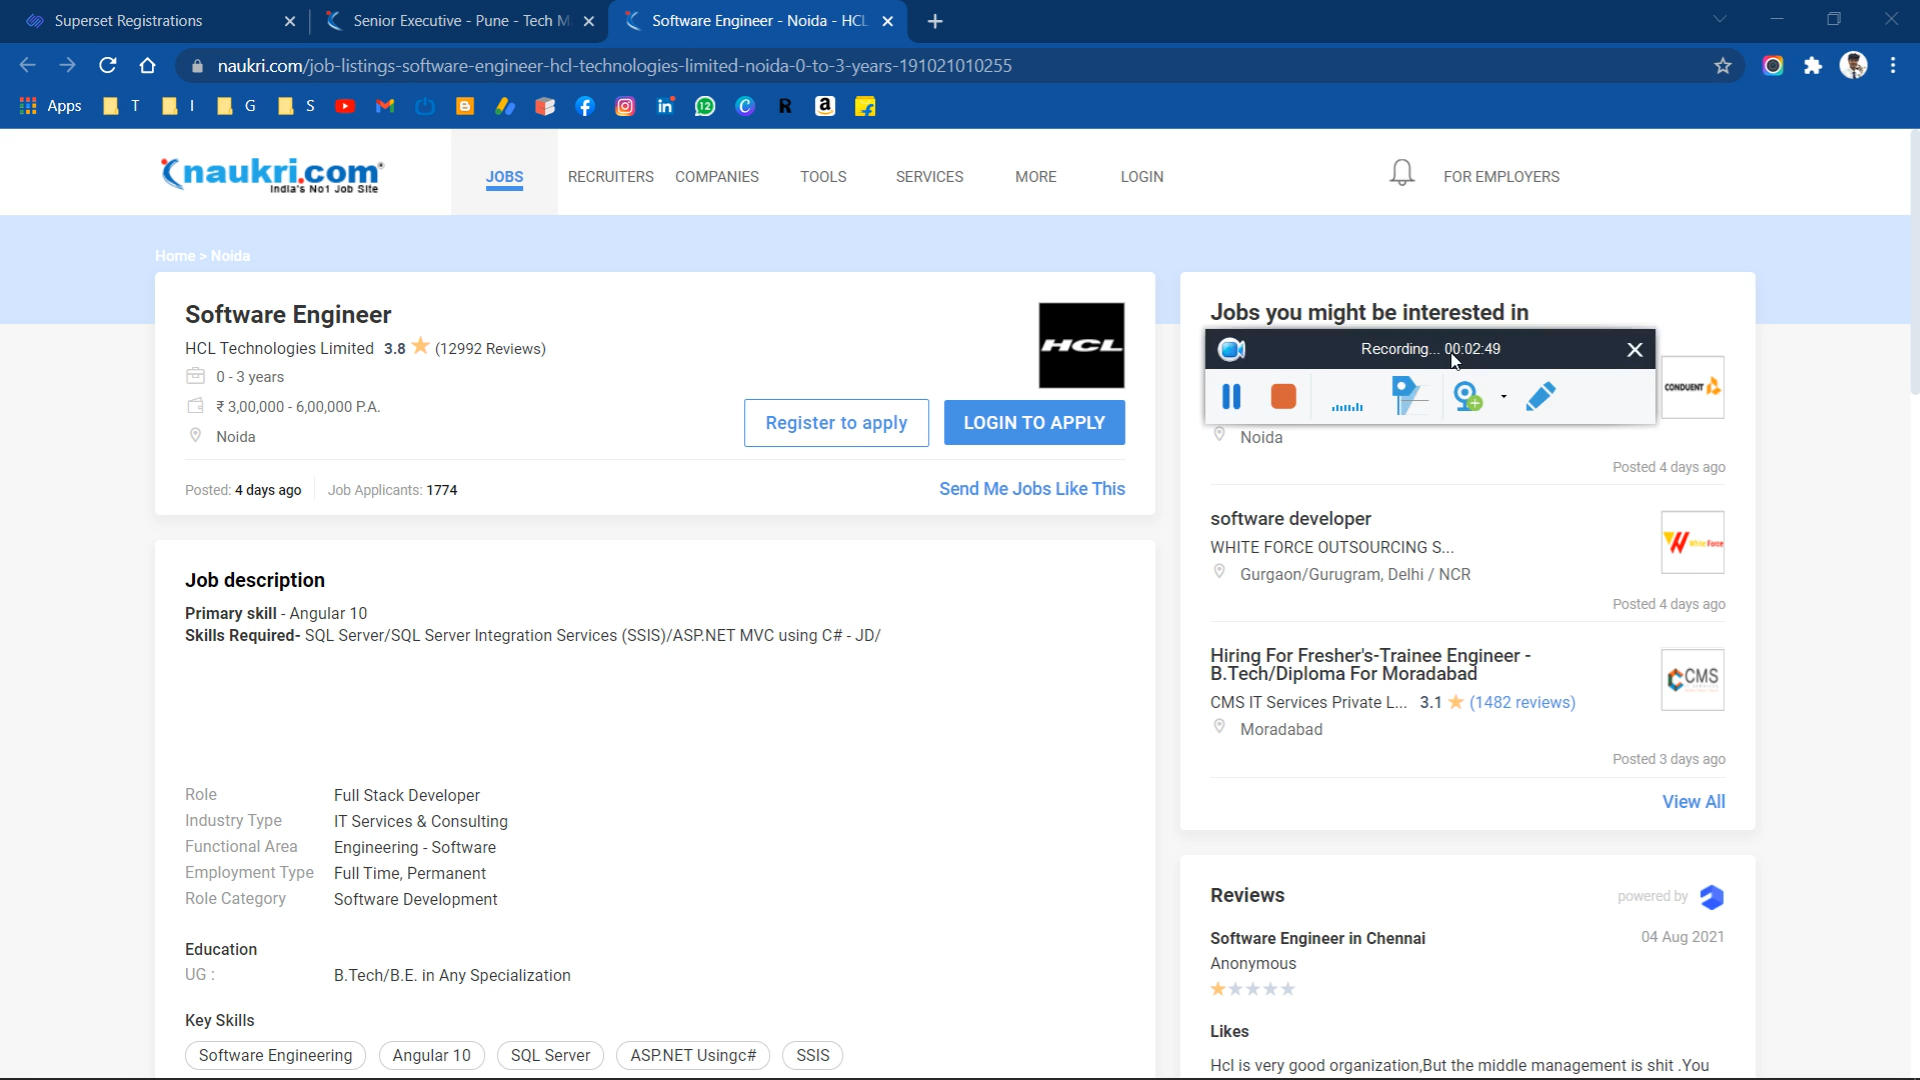 Superset Registrations
Senior Executive - Pune - Tech M
Software Engineer - Noida - HCL
naukri.com/job-listings-software-engineer-hcl-technologies-limited-noida-0-to-3-years-191021010255
Apps T I G S
naukri.com
India's No1 Job Site
JOBS RECRUITERS COMPANIES TOOLS SERVICES MORE LOGIN FOR EMPLOYERS
Home > Noida
Software Engineer
HCL Technologies Limited 3.8 (12992 Reviews)
0 - 3 years
₹ 3,00,000 - 6,00,000 P.A.
Noida
HCL
Register to apply
LOGIN TO APPLY
Posted: 4 days ago
Job Applicants: 1774
Send Me Jobs Like This
Job description
Primary skill - Angular 10
Skills Required- SQL Server/SQL Server Integration Services (SSIS)/ASP.NET MVC using C# - JD/
Role Full Stack Developer
Industry Type IT Services & Consulting
Functional Area Engineering - Software
Employment Type Full Time, Permanent
Role Category Software Development
Education
UG : B.Tech/B.E. in Any Specialization
Key Skills
Software Engineering Angular 10 SQL Server ASP.NET Usingc# SSIS
Jobs you might be interested in
Recording... 00:02:49
CONDUENT
Noida
Posted 4 days ago
software developer
WHITE FORCE OUTSOURCING S...
Gurgaon/Gurugram, Delhi / NCR
White Force
Posted 4 days ago
Hiring For Fresher's-Trainee Engineer -
B.Tech/Diploma For Moradabad
CMS IT Services Private L... 3.1 (1482 reviews)
Moradabad
CMS
Posted 3 days ago
View All
Reviews
powered by
Software Engineer in Chennai
04 Aug 2021
Anonymous
Likes
Hcl is very good organization,But the middle management is shit .You